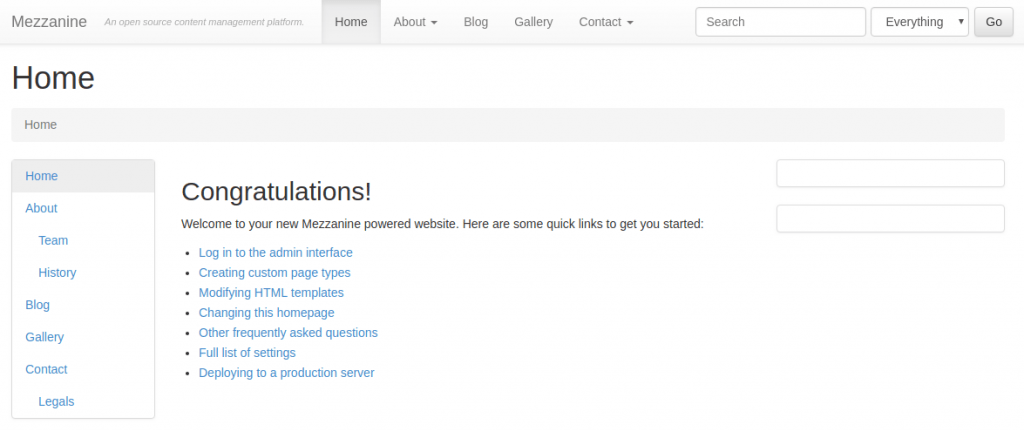 Mezzanine An open source content management platform. Home About Blog Gallery Contact Search Everything Go
Home
Home
Home
About
Team
History
Blog
Gallery
Contact
Legals
Congratulations!
Welcome to your new Mezzanine powered website. Here are some quick links to get you started:
Log in to the admin interface
Creating custom page types
Modifying HTML templates
Changing this homepage
Other frequently asked questions
Full list of settings
Deploying to a production server